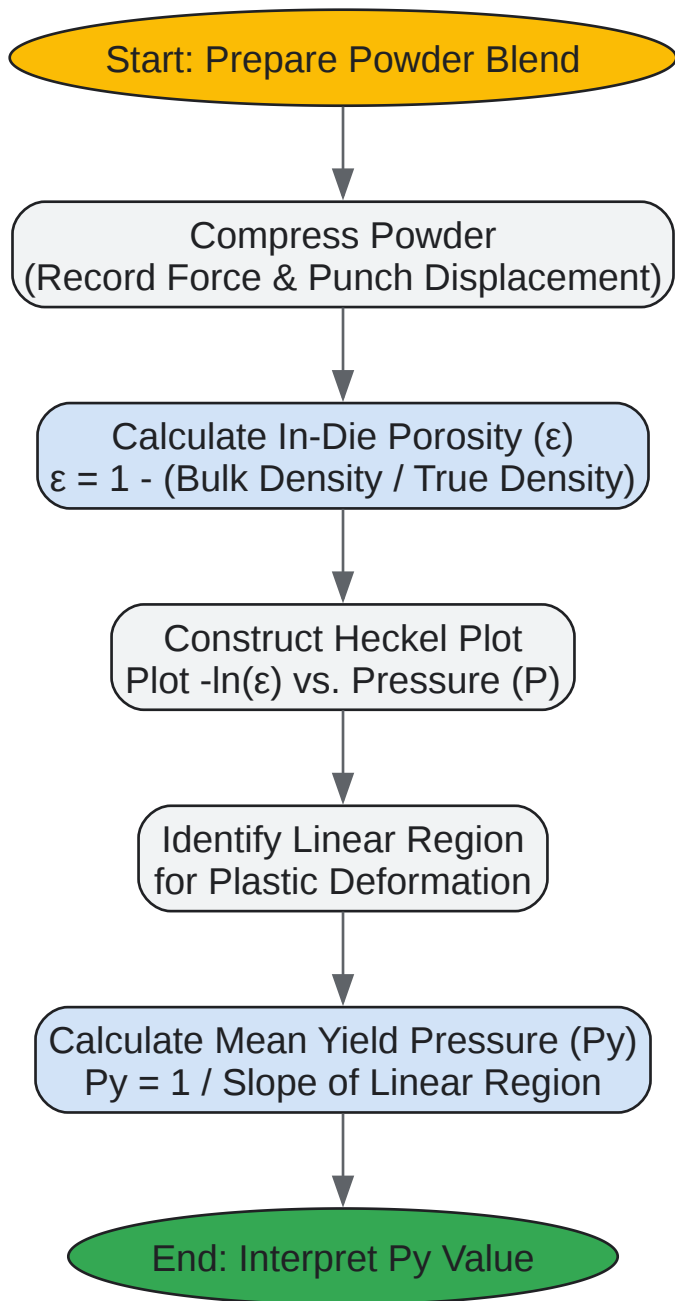 Start: Prepare Powder Blend
Compress Powder
(Record Force & Punch Displacement)
Calculate In-Die Porosity (ε)
ε = 1 - (Bulk Density / True Density)
Construct Heckel Plot
Plot -ln(ε) vs. Pressure (P)
Identify Linear Region
for Plastic Deformation
Calculate Mean Yield Pressure (Py)
Py = 1 / Slope of Linear Region
End: Interpret Py Value